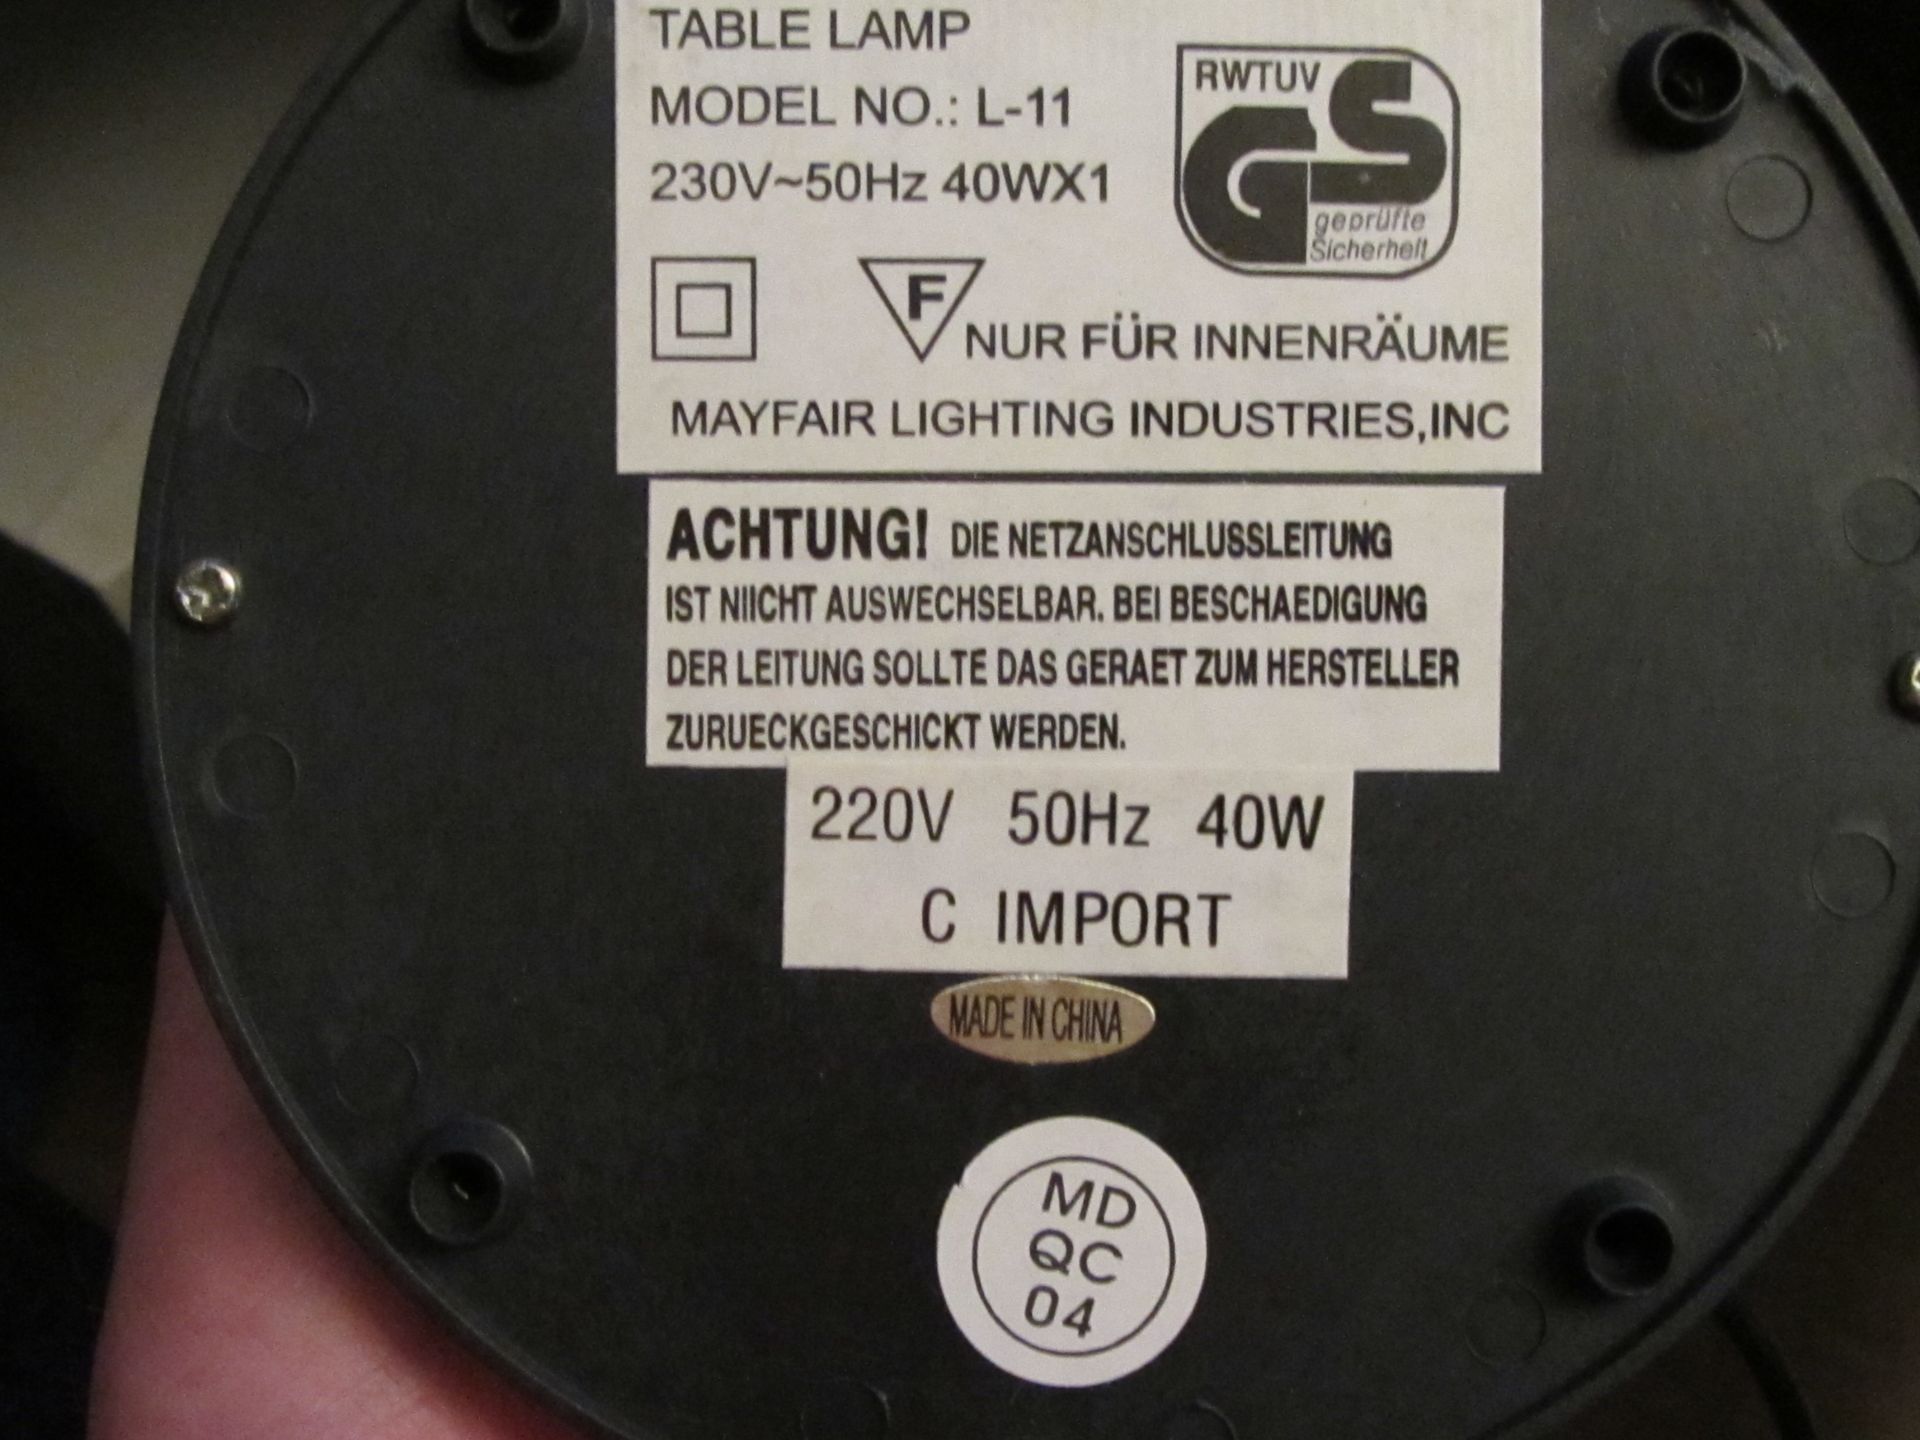 TABLE LAMP
MODEL NO.: L-11
230V~50Hz 40WX1
RWTUV
GS
geprüfte
Sicherheit
F
NUR FÜR INNENRÄUME
MAYFAIR LIGHTING INDUSTRIES,INC
ACHTUNG! DIE NETZANSCHLUSSLEITUNG
IST NIICHT AUSWECHSELBAR. BEI BESCHAEDIGUNG
DER LEITUNG SOLLTE DAS GERAET ZUM HERSTELLER
ZURUECKGESCHICKT WERDEN.
220V 50Hz 40W
C IMPORT
MADE IN CHINA
MD
QC
04